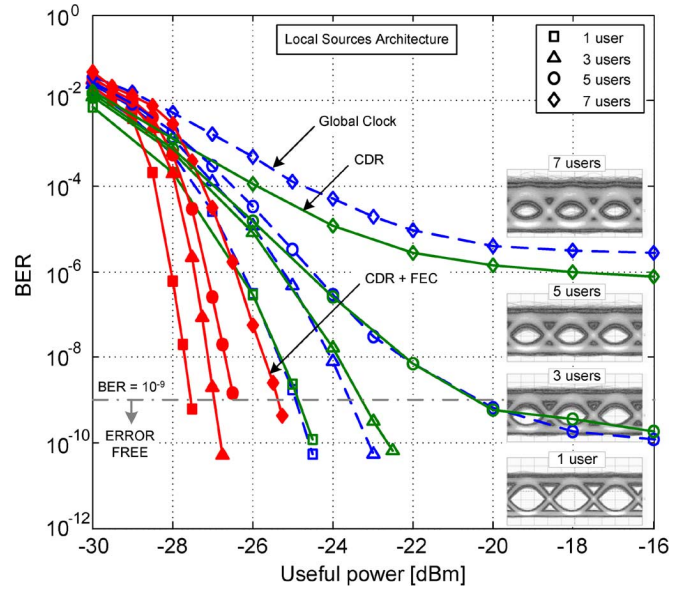 Local Sources Architecture
1 user
3 users
5 users
7 users
Global Clock
CDR
CDR + FEC
BER = 10⁻⁹
ERROR
FREE
7 users
5 users
3 users
1 user
10⁰
10⁻²
10⁻⁴
10⁻⁶
10⁻⁸
10⁻¹⁰
10⁻¹²
BER
-30 -28 -26 -24 -22 -20 -18 -16
Useful power [dBm]